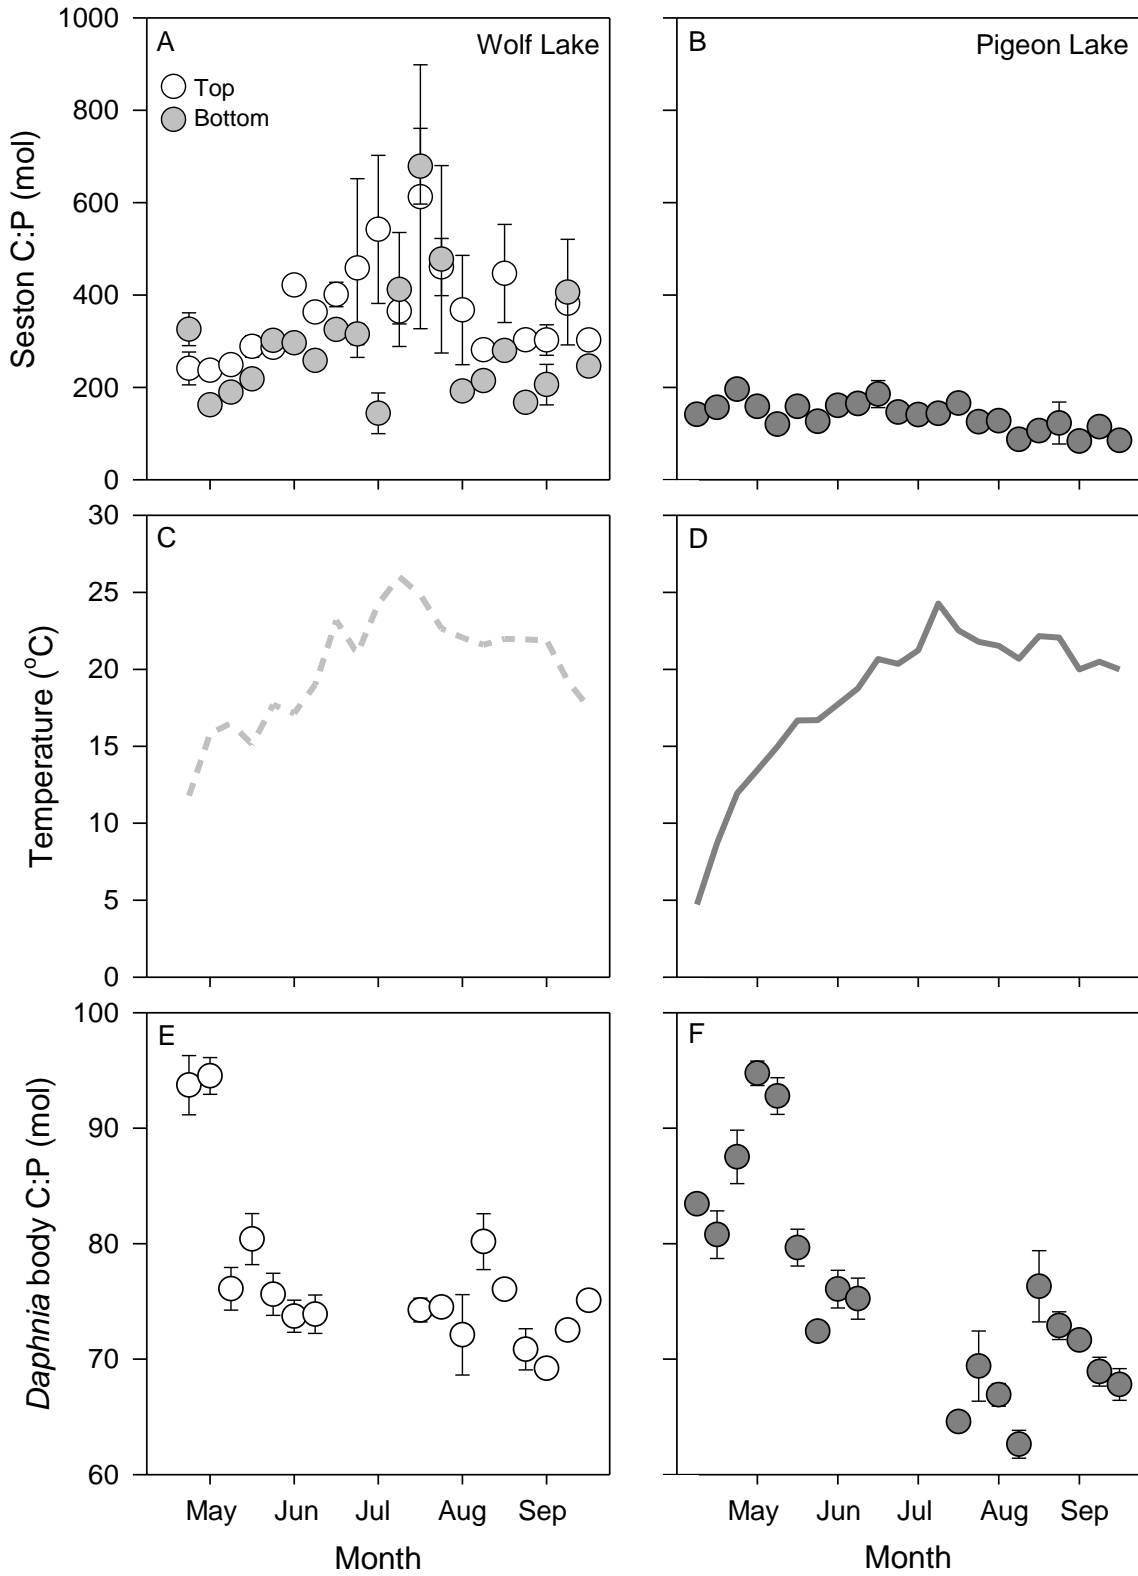 1000
800
600
400
200
0
Seston C:P (mol)
A
Wolf Lake
Top
Bottom
B
Pigeon Lake
30
25
20
15
10
5
0
Temperature (°C)
C
D
100
90
80
70
60
Daphnia body C:P (mol)
E
F
May Jun Jul Aug Sep
Month
May Jun Jul Aug Sep
Month